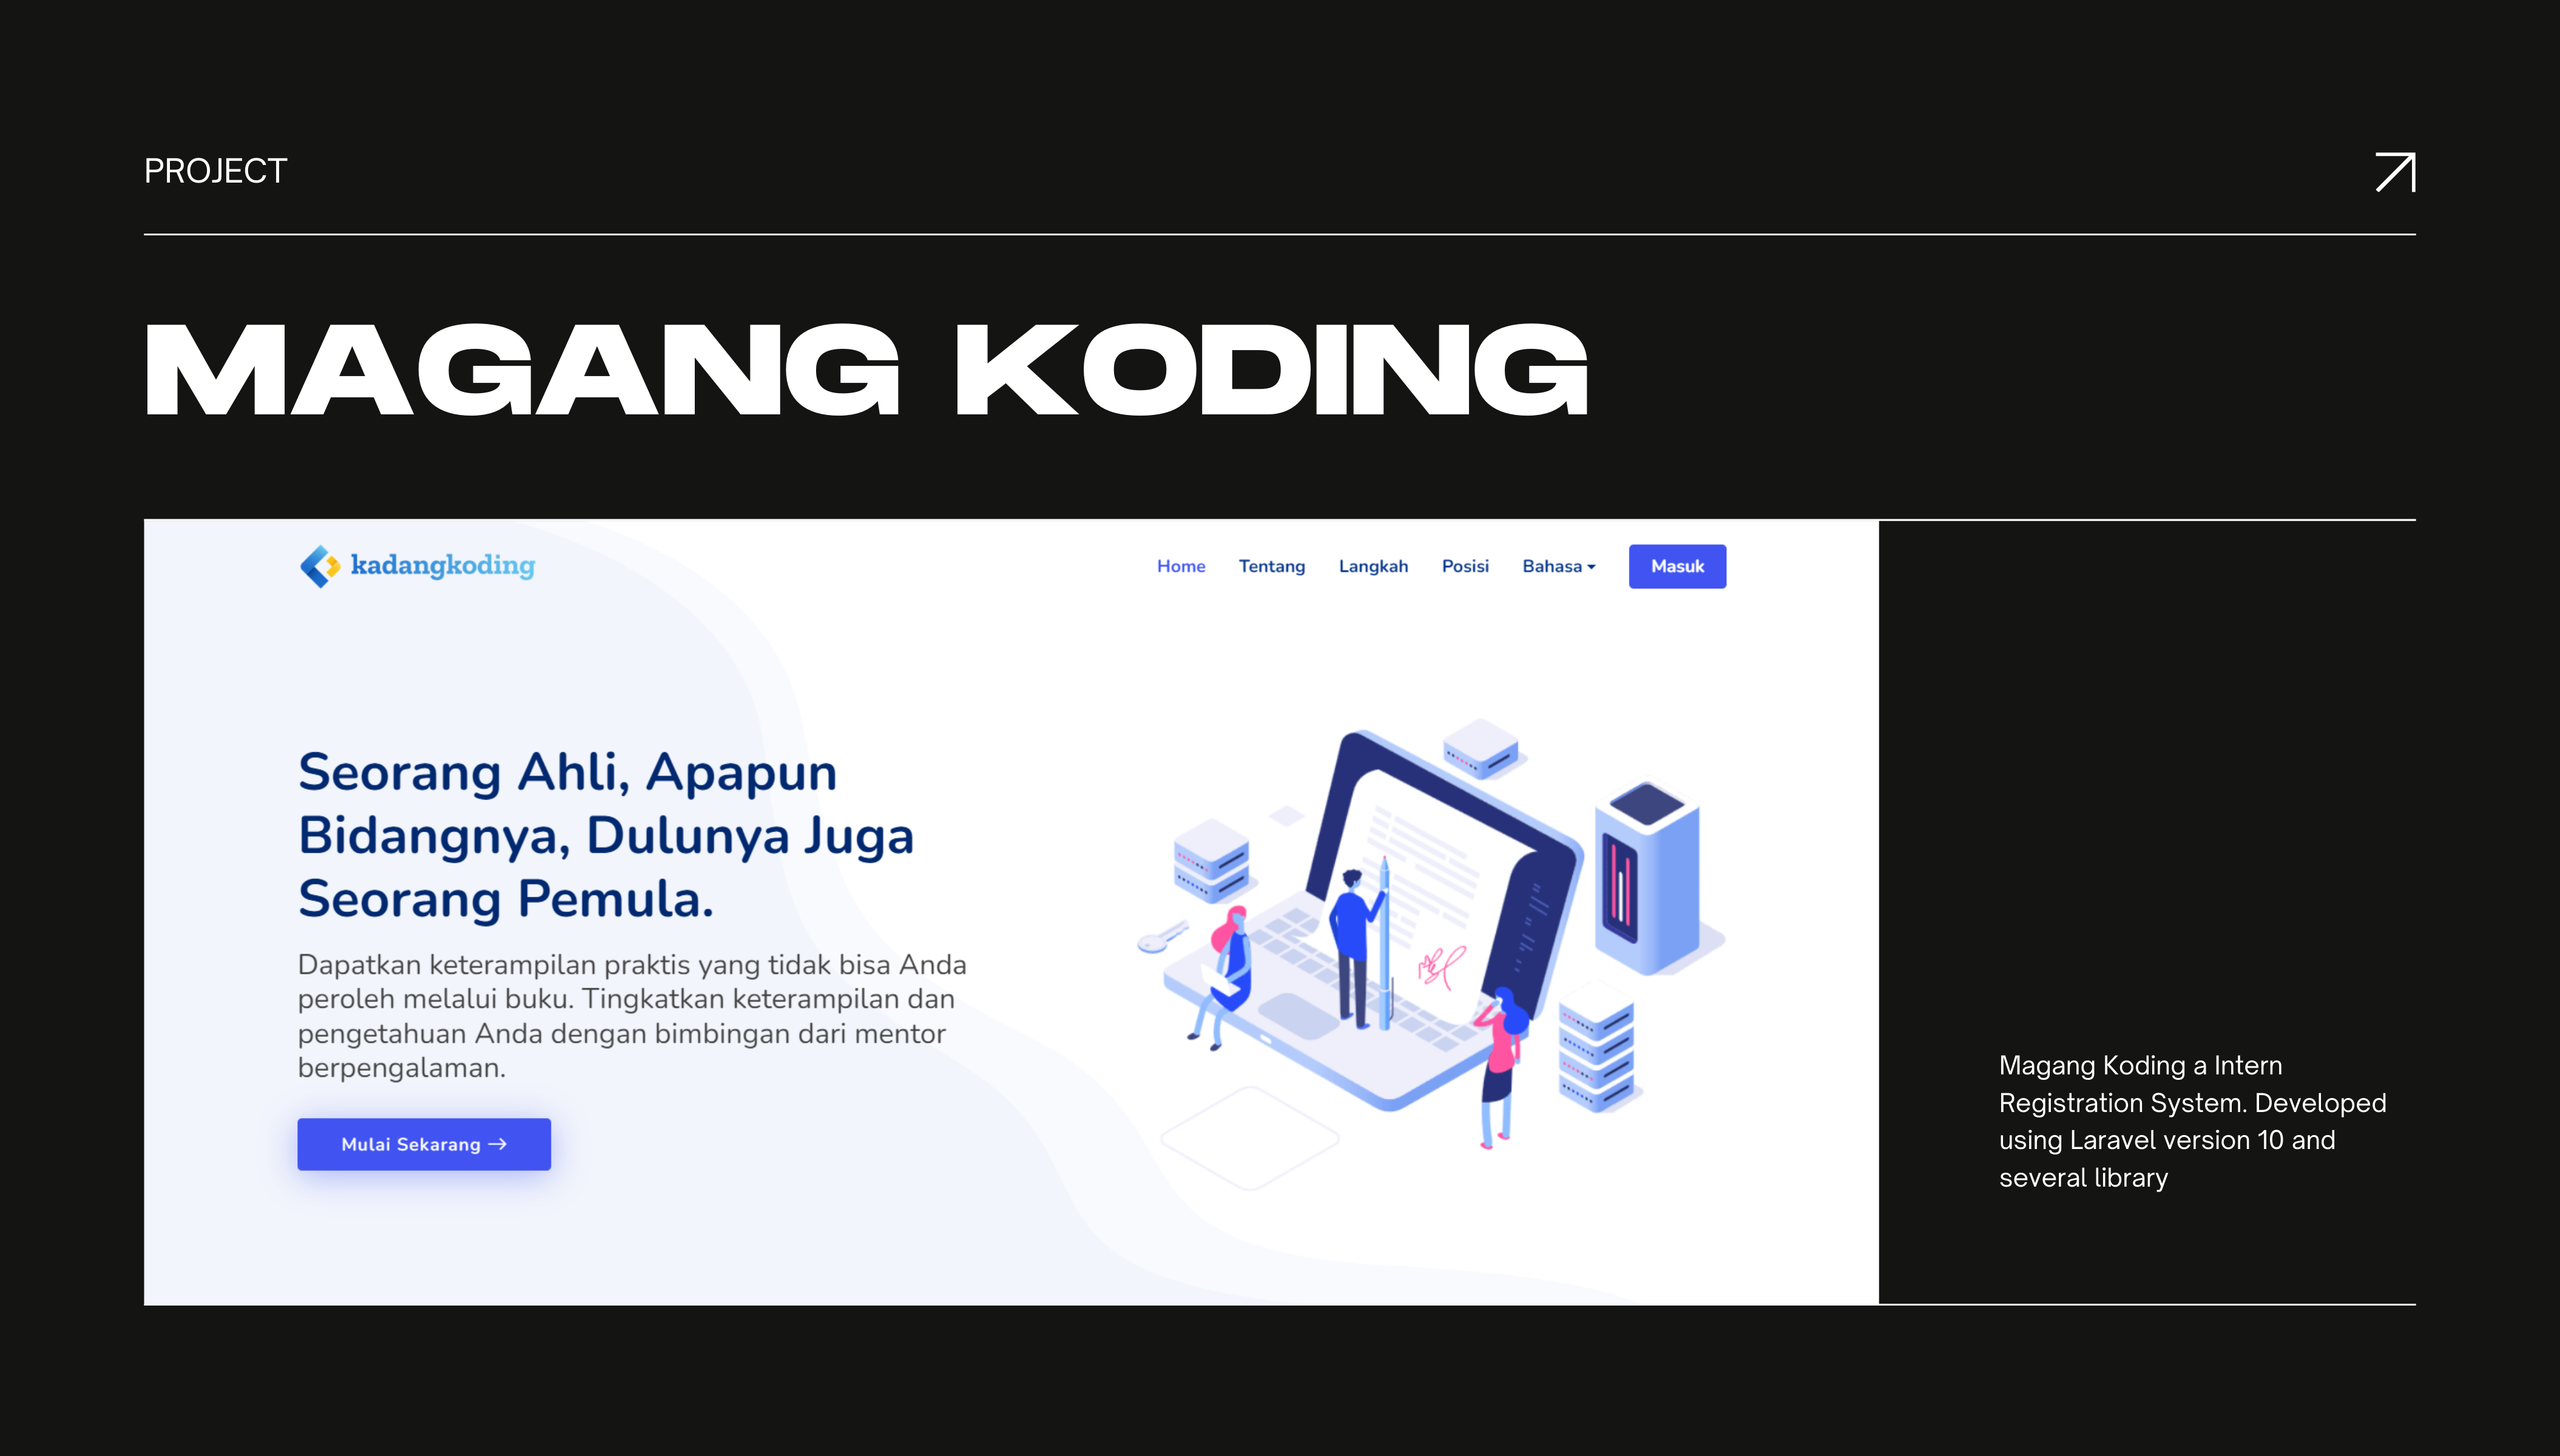 PROJECT
MAGANG KODING
kadangkoding
Home Tentang Langkah Posisi Bahasa Masuk
Seorang Ahli, Apapun
Bidangnya, Dulunya Juga
Seorang Pemula.
Dapatkan keterampilan praktis yang tidak bisa Anda
peroleh melalui buku. Tingkatkan keterampilan dan
pengetahuan Anda dengan bimbingan dari mentor
berpengalaman.
Mulai Sekarang →
Magang Koding a Intern
Registration System. Developed
using Laravel version 10 and
several library